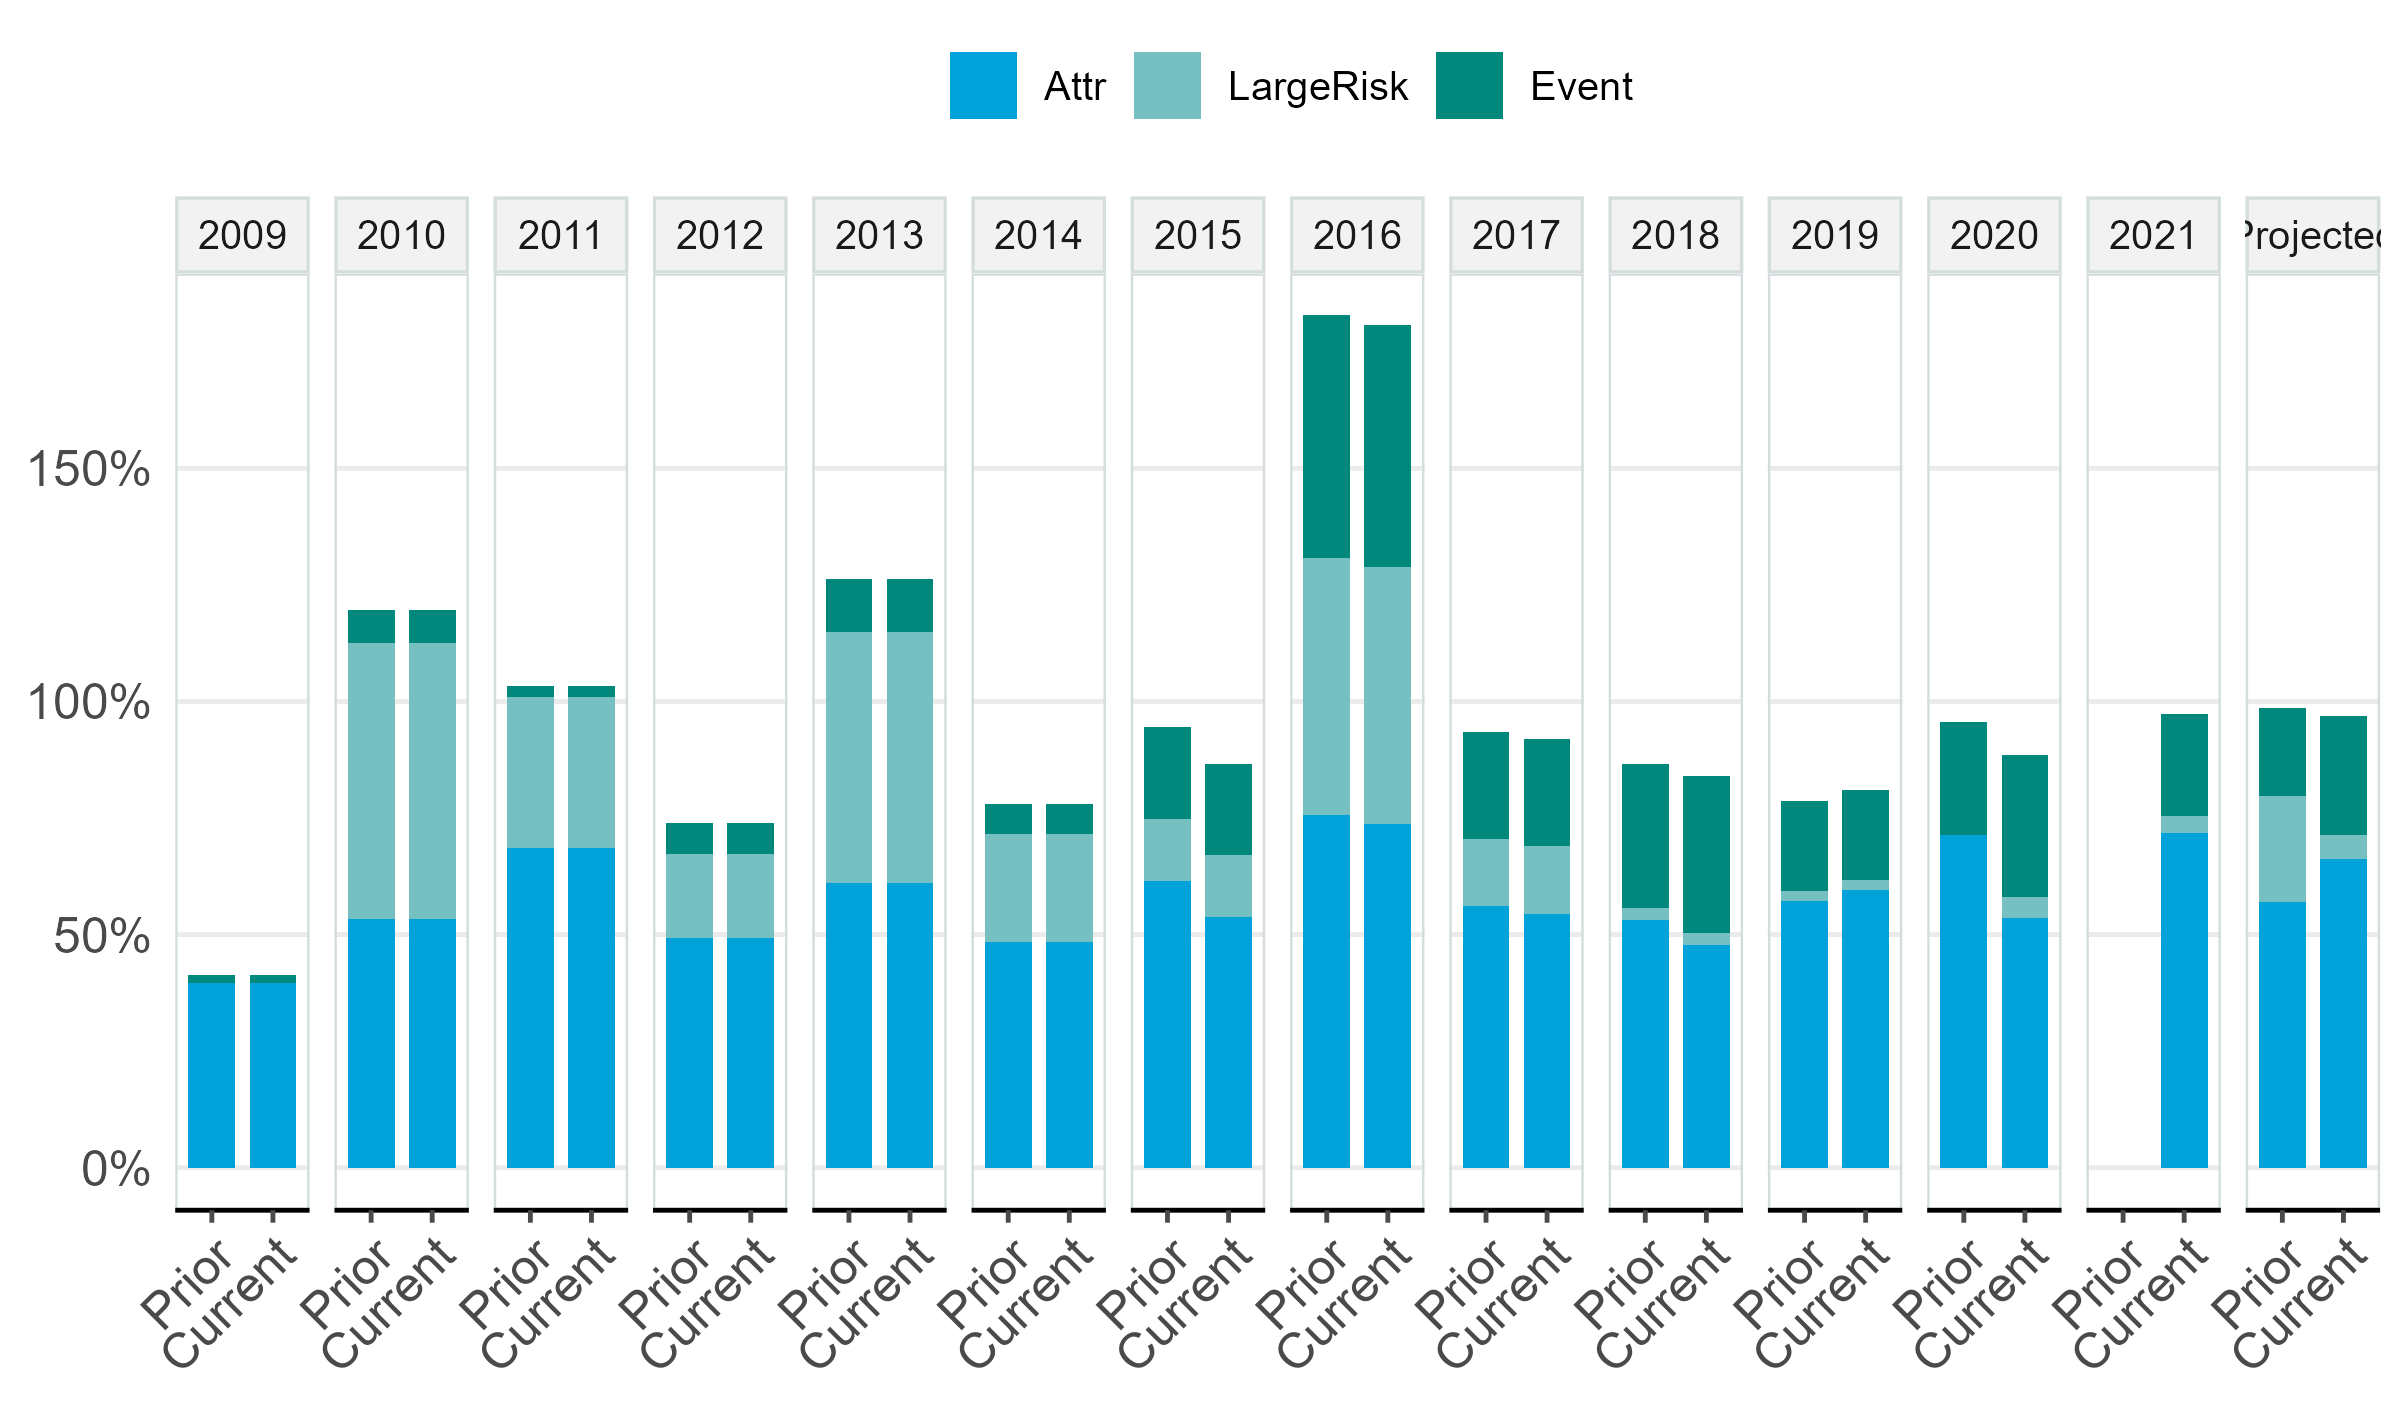 Attr LargeRisk Event
2009 2010 2011 2012 2013 2014 2015 2016 2017 2018 2019 2020 2021 Projected
150%
100%
50%
0%
Prior Current Prior Current Prior Current Prior Current Prior Current Prior Current Prior Current Prior Current Prior Current Prior Current Prior Current Prior Current Prior Current Prior Current